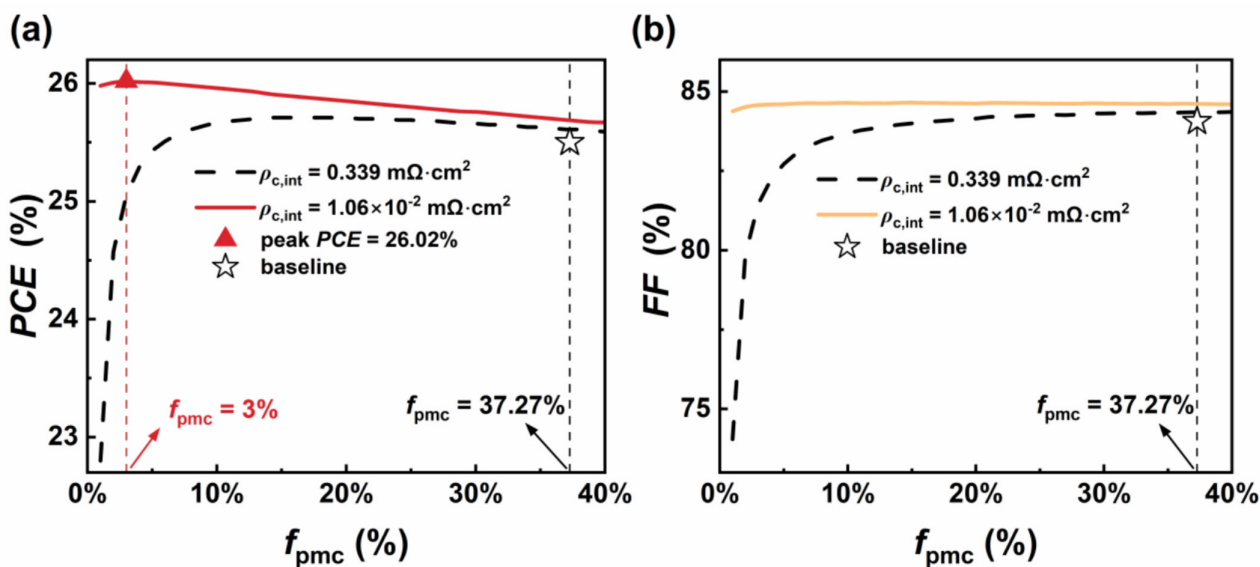 (a)
PCE (%)
26
25
24
23
ρc,int = 0.339 mΩ·cm²
ρc,int = 1.06×10⁻² mΩ·cm²
peak PCE = 26.02%
baseline
fpmc = 3%
fpmc = 37.27%
0% 10% 20% 30% 40%
fpmc (%)
(b)
FF (%)
85
80
75
ρc,int = 0.339 mΩ·cm²
ρc,int = 1.06×10⁻² mΩ·cm²
baseline
fpmc = 37.27%
0% 10% 20% 30% 40%
fpmc (%)